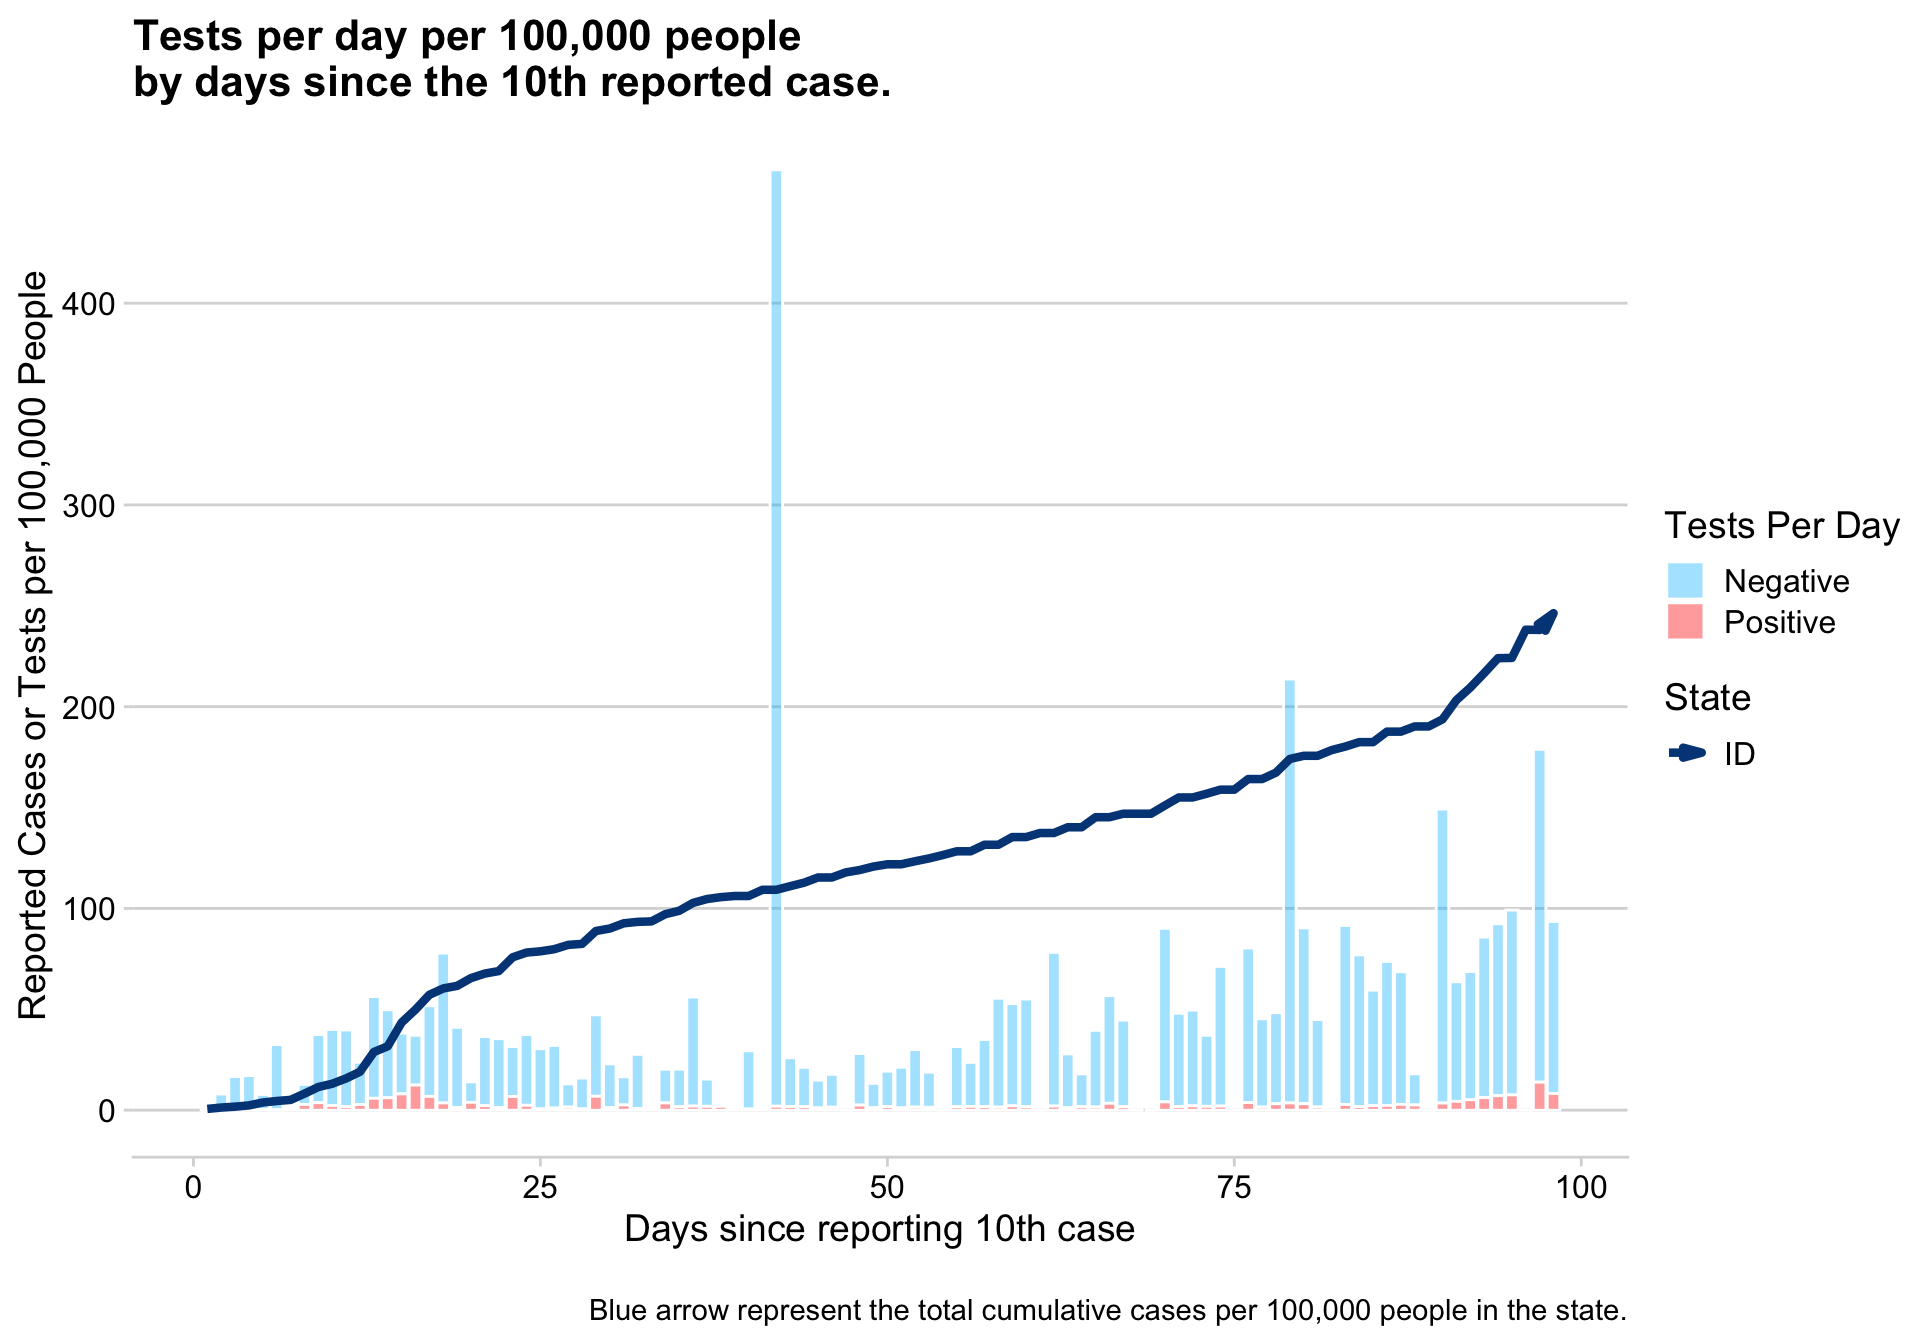 Tests per day per 100,000 people
by days since the 10th reported case.
Reported Cases or Tests per 100,000 People
400
300
200
100
0
0
25
50
75
100
Days since reporting 10th case
Tests Per Day
Negative
Positive
State
ID
Blue arrow represent the total cumulative cases per 100,000 people in the state.